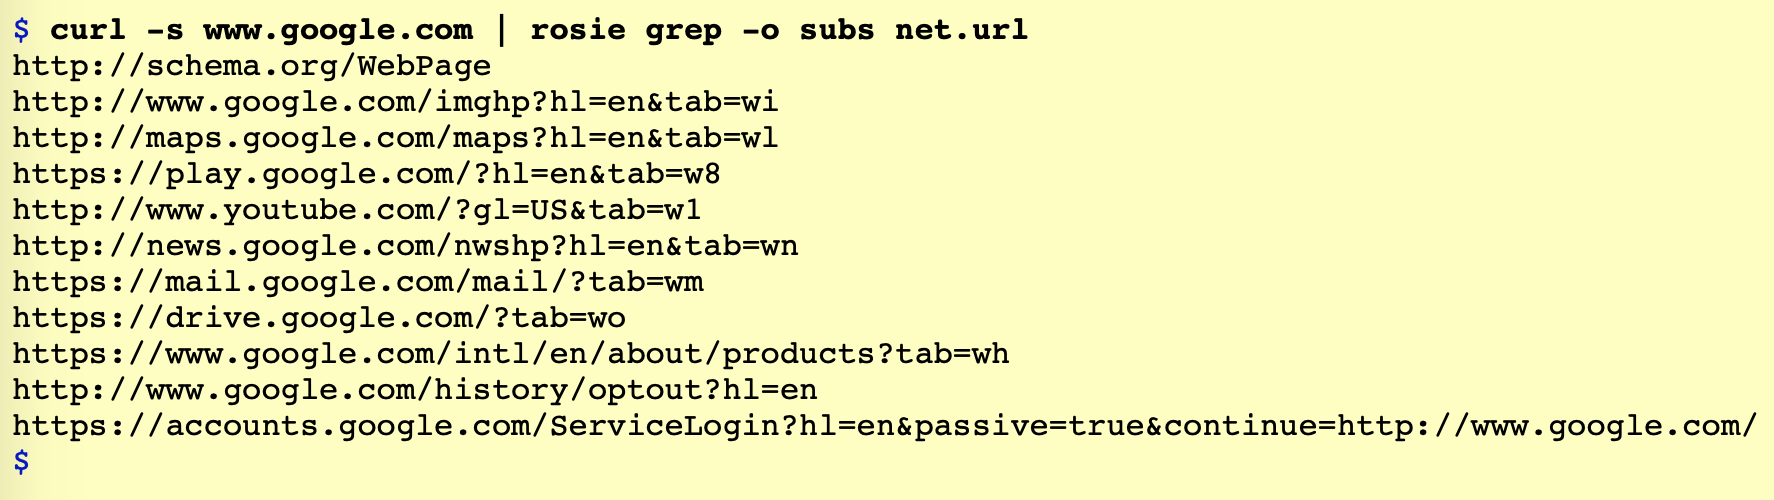 $ curl -s www.google.com | rosie grep -o subs net.url
http://schema.org/WebPage
http://www.google.com/imghp?hl=en&tab=wi
http://maps.google.com/maps?hl=en&tab=wl
https://play.google.com/?hl=en&tab=w8
http://www.youtube.com/?gl=US&tab=w1
http://news.google.com/nwshp?hl=en&tab=wn
https://mail.google.com/mail/?tab=wm
https://drive.google.com/?tab=wo
https://www.google.com/intl/en/about/products?tab=wh
http://www.google.com/history/optout?hl=en
https://accounts.google.com/ServiceLogin?hl=en&passive=true&continue=http://www.google.com/
$